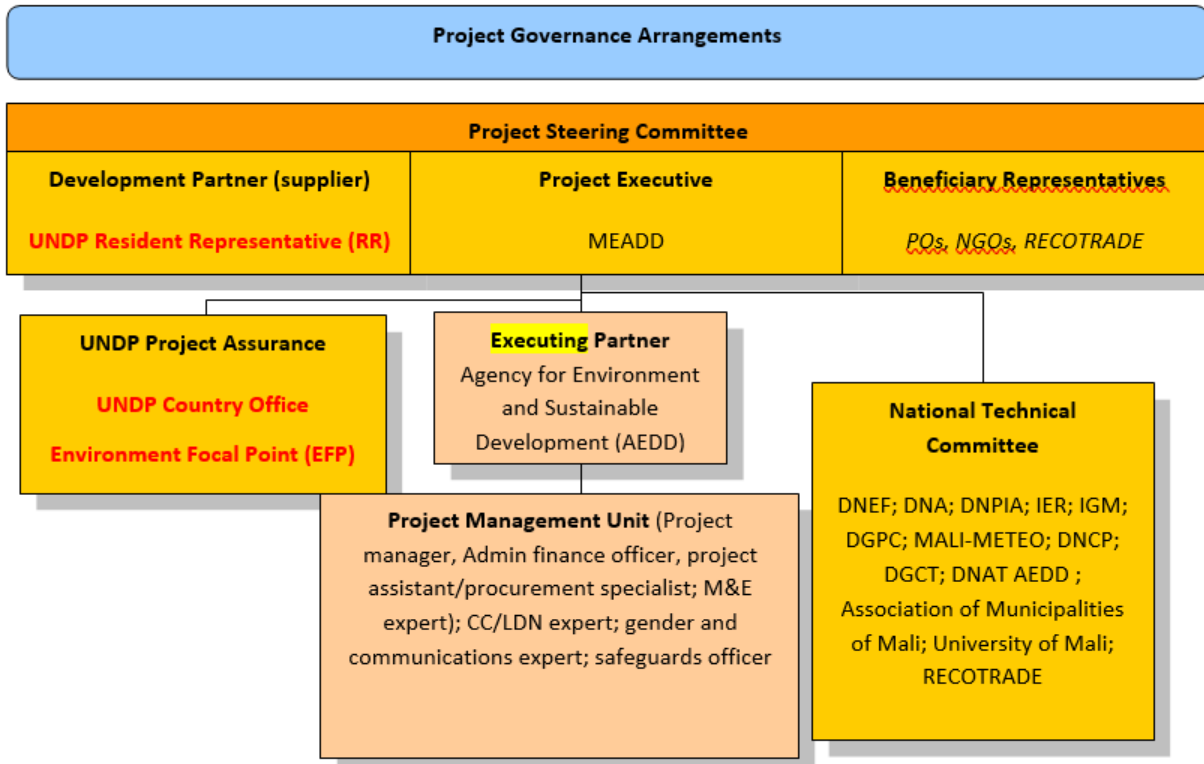 Project Governance Arrangements
Project Steering Committee
Development Partner (supplier)
UNDP Resident Representative (RR)
Project Executive
MEADD
Beneficiary Representatives
POs, NGOs, RECOTRADE
UNDP Project Assurance
UNDP Country Office
Environment Focal Point (EFP)
Executing Partner
Agency for Environment
and Sustainable
Development (AEDD)
National Technical
Committee
DNEF; DNA; DNPIA; IER; IGM;
DGPC; MALI-METEO; DNCP;
DGCT; DNAT AEDD ;
Association of Municipalities
of Mali; University of Mali;
RECOTRADE
Project Management Unit (Project
manager, Admin finance officer, project
assistant/procurement specialist; M&E
expert); CC/LDN expert; gender and
communications expert; safeguards officer